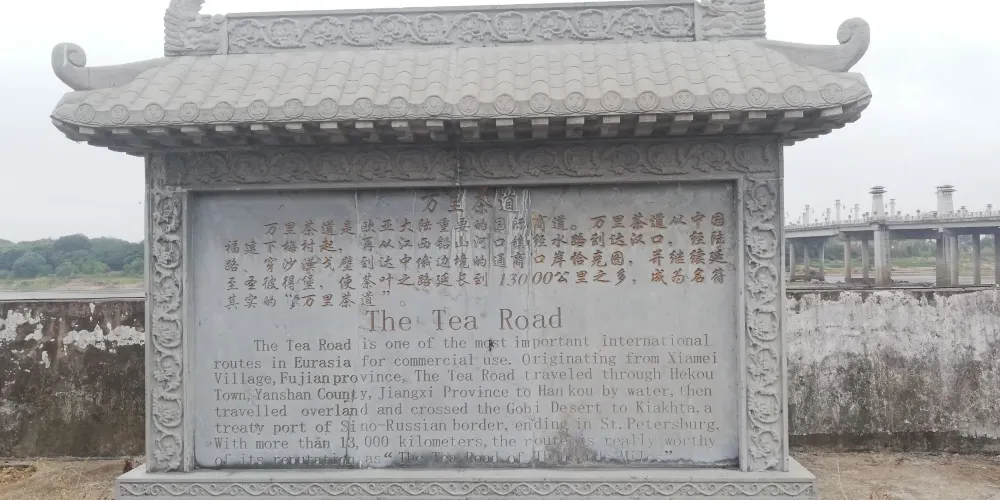 万里茶道
万里茶道是欧亚大陆重要的国际商道。万里茶道从中国
福建下梅村起,再从江西铅山河口镇经水路到达汉口,经陆
路、穿沙漠戈壁到达中俄边境的口通商口岸恰克图,并继续延
至圣彼得堡,使茶叶之路延长到13000公里之乡,成为名符
其实的“万里茶道”。
The Tea Road
The Tea Road is one of the most important international
routes in Eurasia for commercial use. Originating from Xiamei
Village, Fujian province, The Tea Road traveled through Hekou
Town, Yanshan County, Jiangxi Province to Hankou by water, then
travelled overland and crossed the Gobi Desert to Kiakhta, a
treaty port of Sino-Russian border, ending in St. Petersburg.
With more than 13,000 kilometers, the route is really worthy
of its reputation as “The Tea Road of